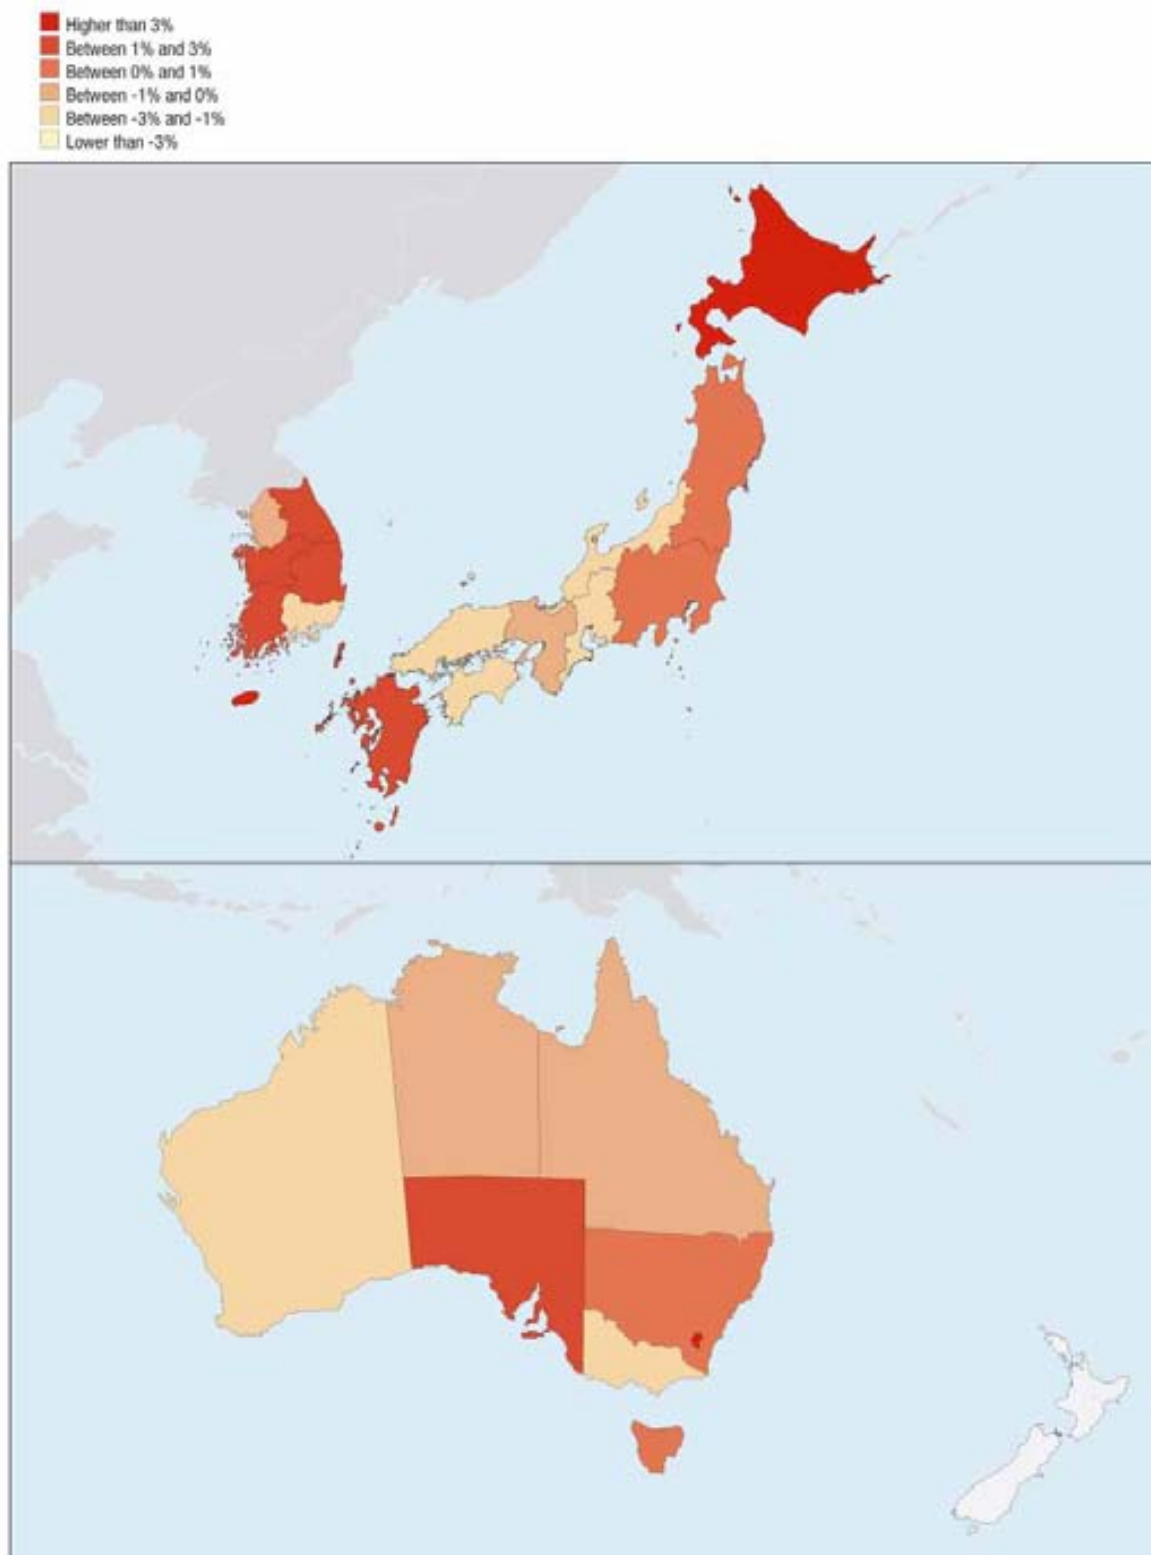 Higher than 3%
Between 1% and 3%
Between 0% and 1%
Between -1% and 0%
Between -3% and -1%
Lower than -3%